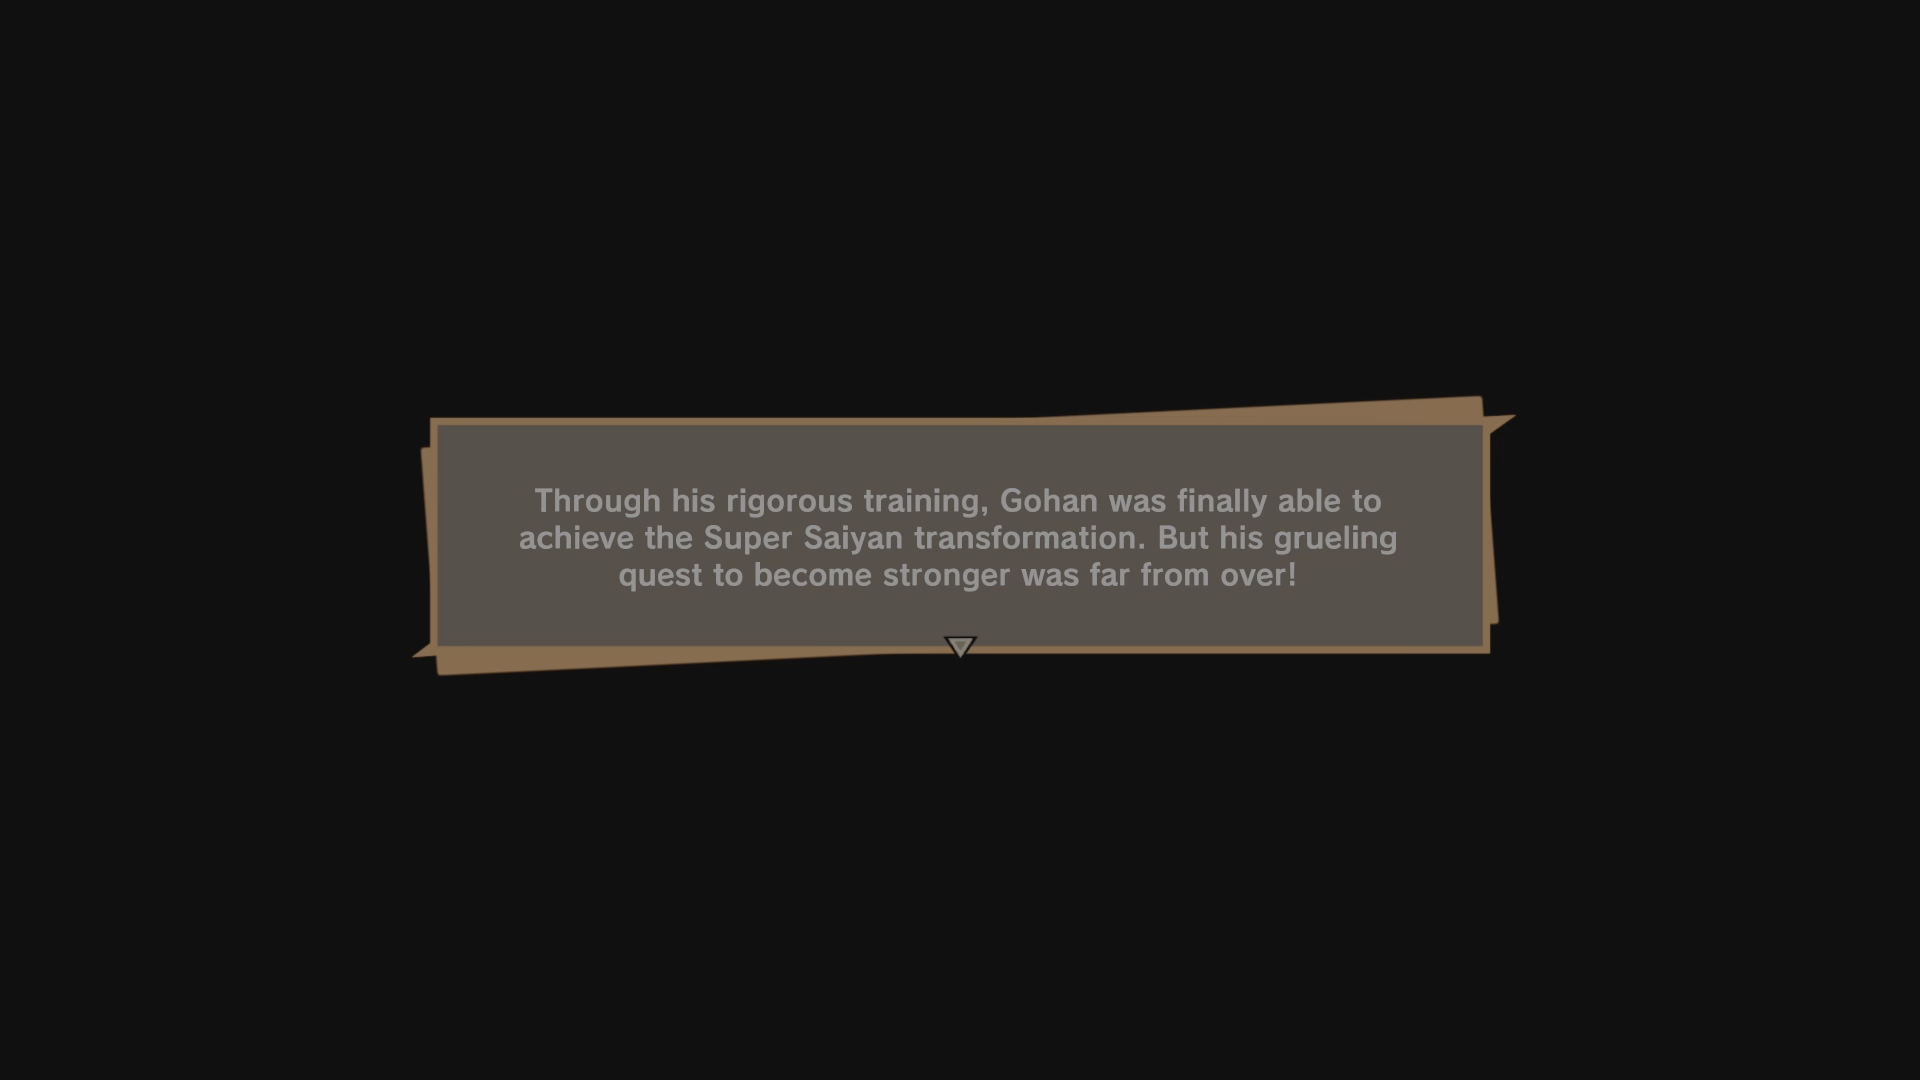 Through his rigorous training, Gohan was finally able to
achieve the Super Saiyan transformation. But his grueling
quest to become stronger was far from over!